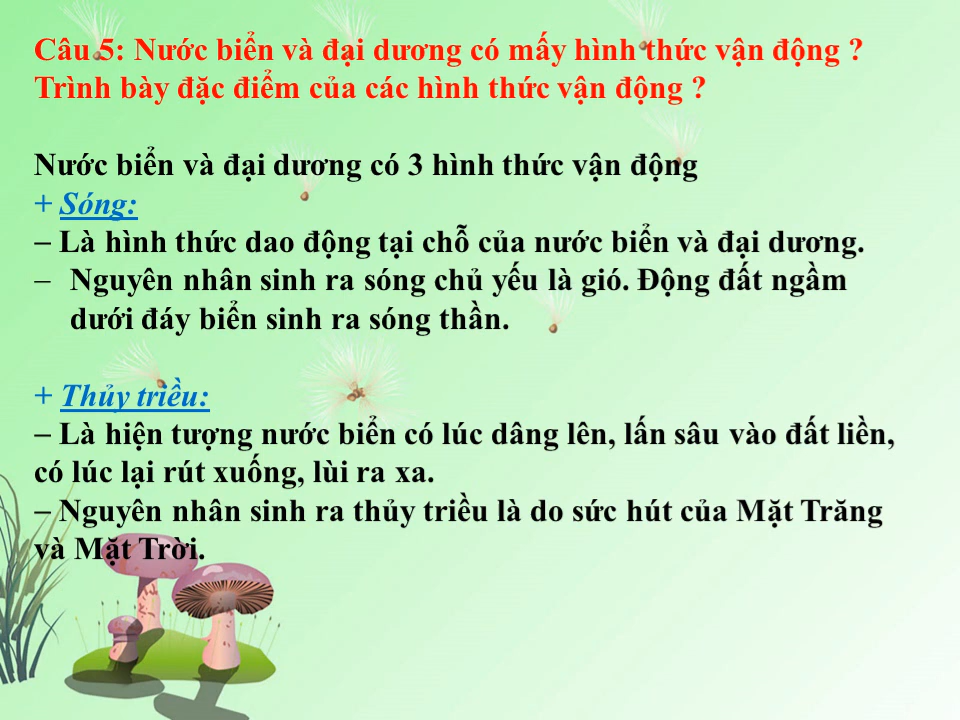 Câu 5: Nước biển và đại dương có mấy hình thức vận động ?
Trình bày đặc điểm của các hình thức vận động ?
Nước biển và đại dương có 3 hình thức vận động
+ Sóng:
– Là hình thức dao động tại chỗ của nước biển và đại dương.
– Nguyên nhân sinh ra sóng chủ yếu là gió. Động đất ngầm
dưới đáy biển sinh ra sóng thần.
+ Thủy triều:
– Là hiện tượng nước biển có lúc dâng lên, lấn sâu vào đất liền,
có lúc lại rút xuống, lùi ra xa.
– Nguyên nhân sinh ra thủy triều là do sức hút của Mặt Trăng
và Mặt Trời.